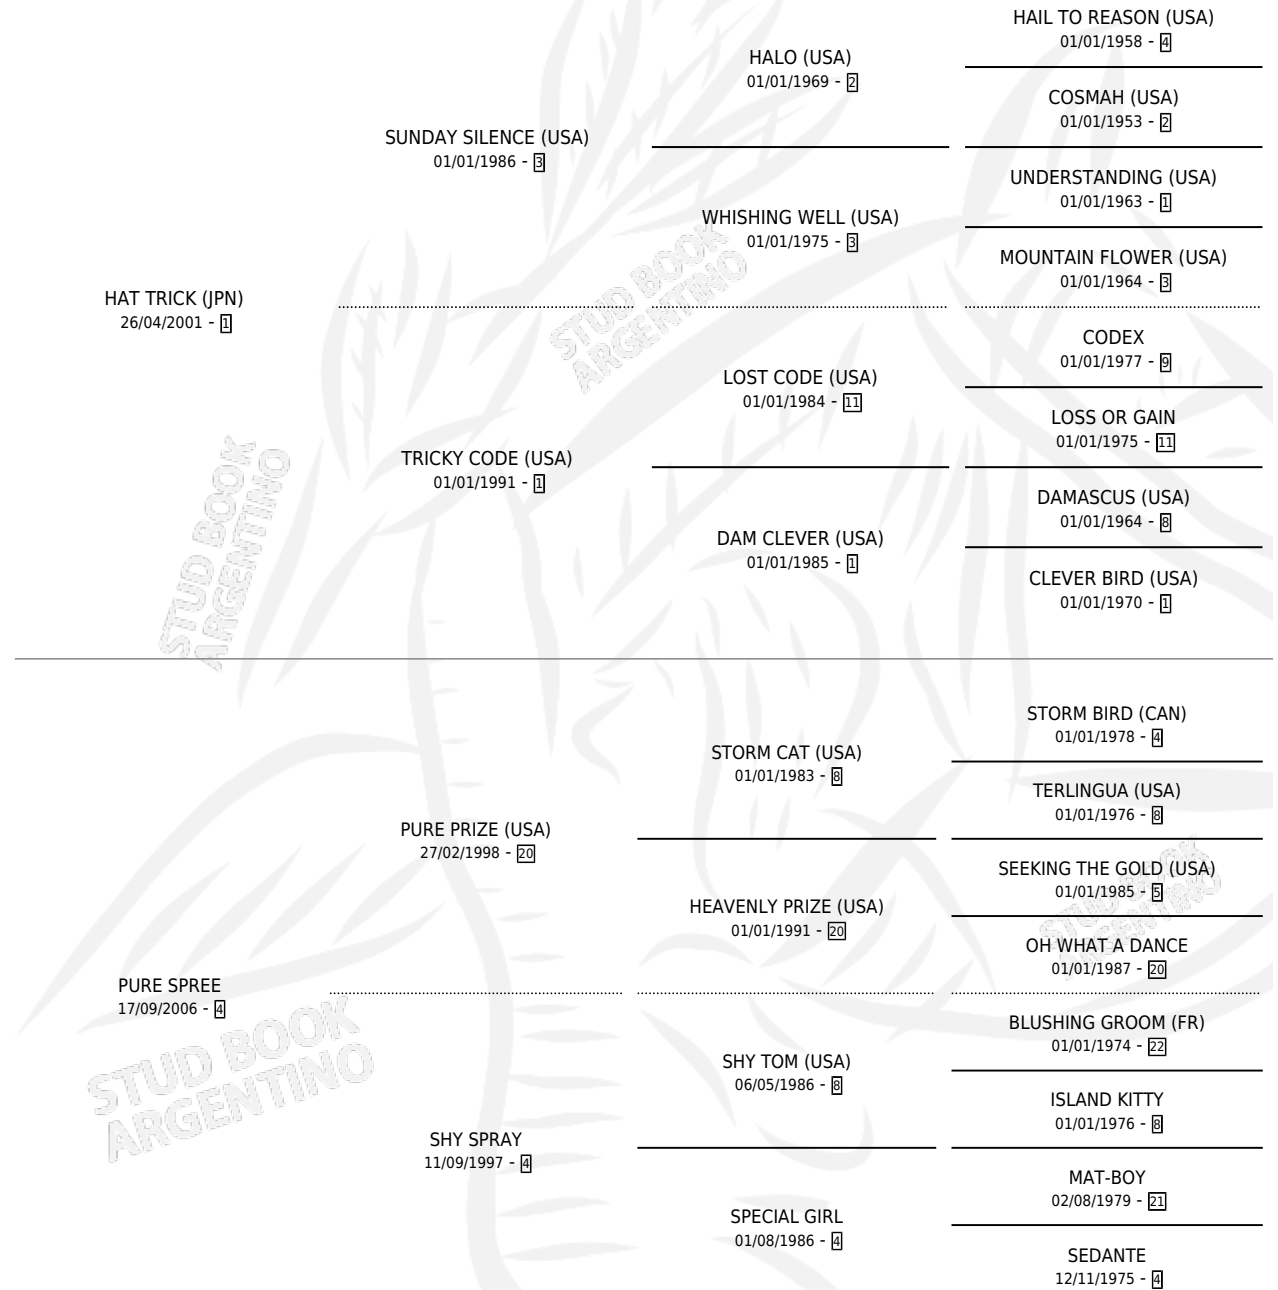 HAIL TO REASON (USA)
01/01/1958 - 4
HALO (USA)
01/01/1969 - 2
COSMAH (USA)
01/01/1953 - 2
SUNDAY SILENCE (USA)
01/01/1986 - 3
UNDERSTANDING (USA)
01/01/1963 - 1
WHISHING WELL (USA)
01/01/1975 - 3
MOUNTAIN FLOWER (USA)
01/01/1964 - 3
HAT TRICK (JPN)
26/04/2001 - 1
CODEX
01/01/1977 - 9
LOST CODE (USA)
01/01/1984 - 11
LOSS OR GAIN
01/01/1975 - 11
TRICKY CODE (USA)
01/01/1991 - 1
DAMASCUS (USA)
01/01/1964 - 8
DAM CLEVER (USA)
01/01/1985 - 1
CLEVER BIRD (USA)
01/01/1970 - 1
STORM BIRD (CAN)
01/01/1978 - 4
STORM CAT (USA)
01/01/1983 - 8
TERLINGUA (USA)
01/01/1976 - 8
PURE PRIZE (USA)
27/02/1998 - 20
SEEKING THE GOLD (USA)
01/01/1985 - 5
HEAVENLY PRIZE (USA)
01/01/1991 - 20
OH WHAT A DANCE
01/01/1987 - 20
PURE SPREE
17/09/2006 - 4
BLUSHING GROOM (FR)
01/01/1974 - 22
SHY TOM (USA)
06/05/1986 - 8
ISLAND KITTY
01/01/1976 - 8
SHY SPRAY
11/09/1997 - 4
MAT-BOY
02/08/1979 - 21
SPECIAL GIRL
01/08/1986 - 4
SEDANTE
12/11/1975 - 4
STUD BOOK
ARGENTINO
STUD BOOK
ARGENTINO
STUD BOOK
ARGENTINO
STUD BOOK
ARGENTINO